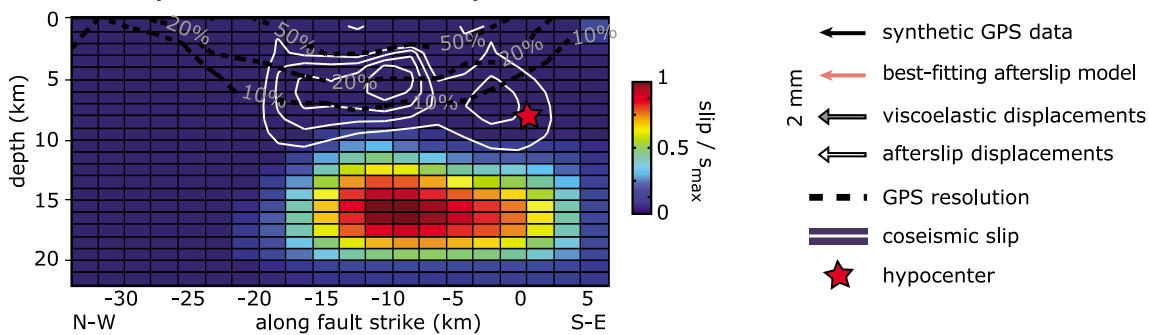 0
5
10
15
20
depth (km)
20%
50%
50%
20%
10%
10%
20%
10%
-30
-25
-20
-15
-10
-5
0
5
N-W
along fault strike (km)
S-E
1
0.5
0
slip / s max
2 mm
synthetic GPS data
best-fitting afterslip model
viscoelastic displacements
afterslip displacements
GPS resolution
coseismic slip
hypocenter